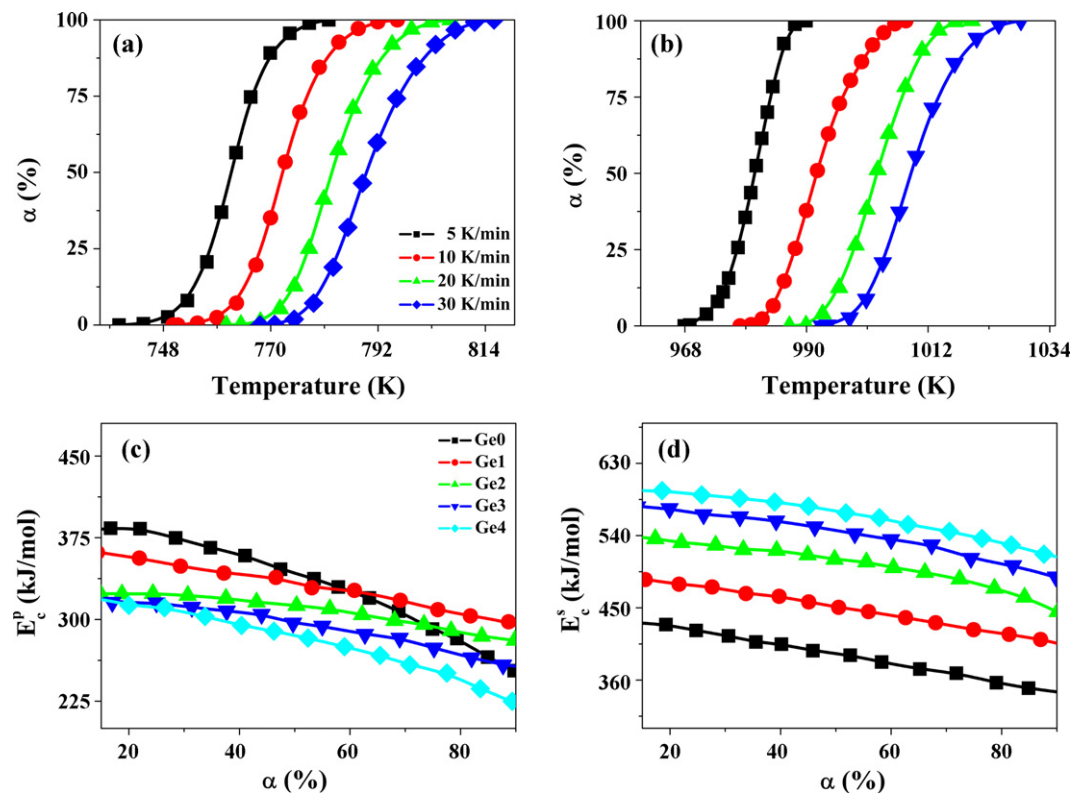 (a)
100
75
50
25
0
α (%)
5 K/min
10 K/min
20 K/min
30 K/min
748 770 792 814
Temperature (K)
(b)
100
75
50
25
0
α (%)
968 990 1012 1034
Temperature (K)
(c)
450
375
300
225
E_c^p (kJ/mol)
Ge0
Ge1
Ge2
Ge3
Ge4
20 40 60 80
α (%)
(d)
630
540
450
360
E_c^s (kJ/mol)
20 40 60 80
α (%)